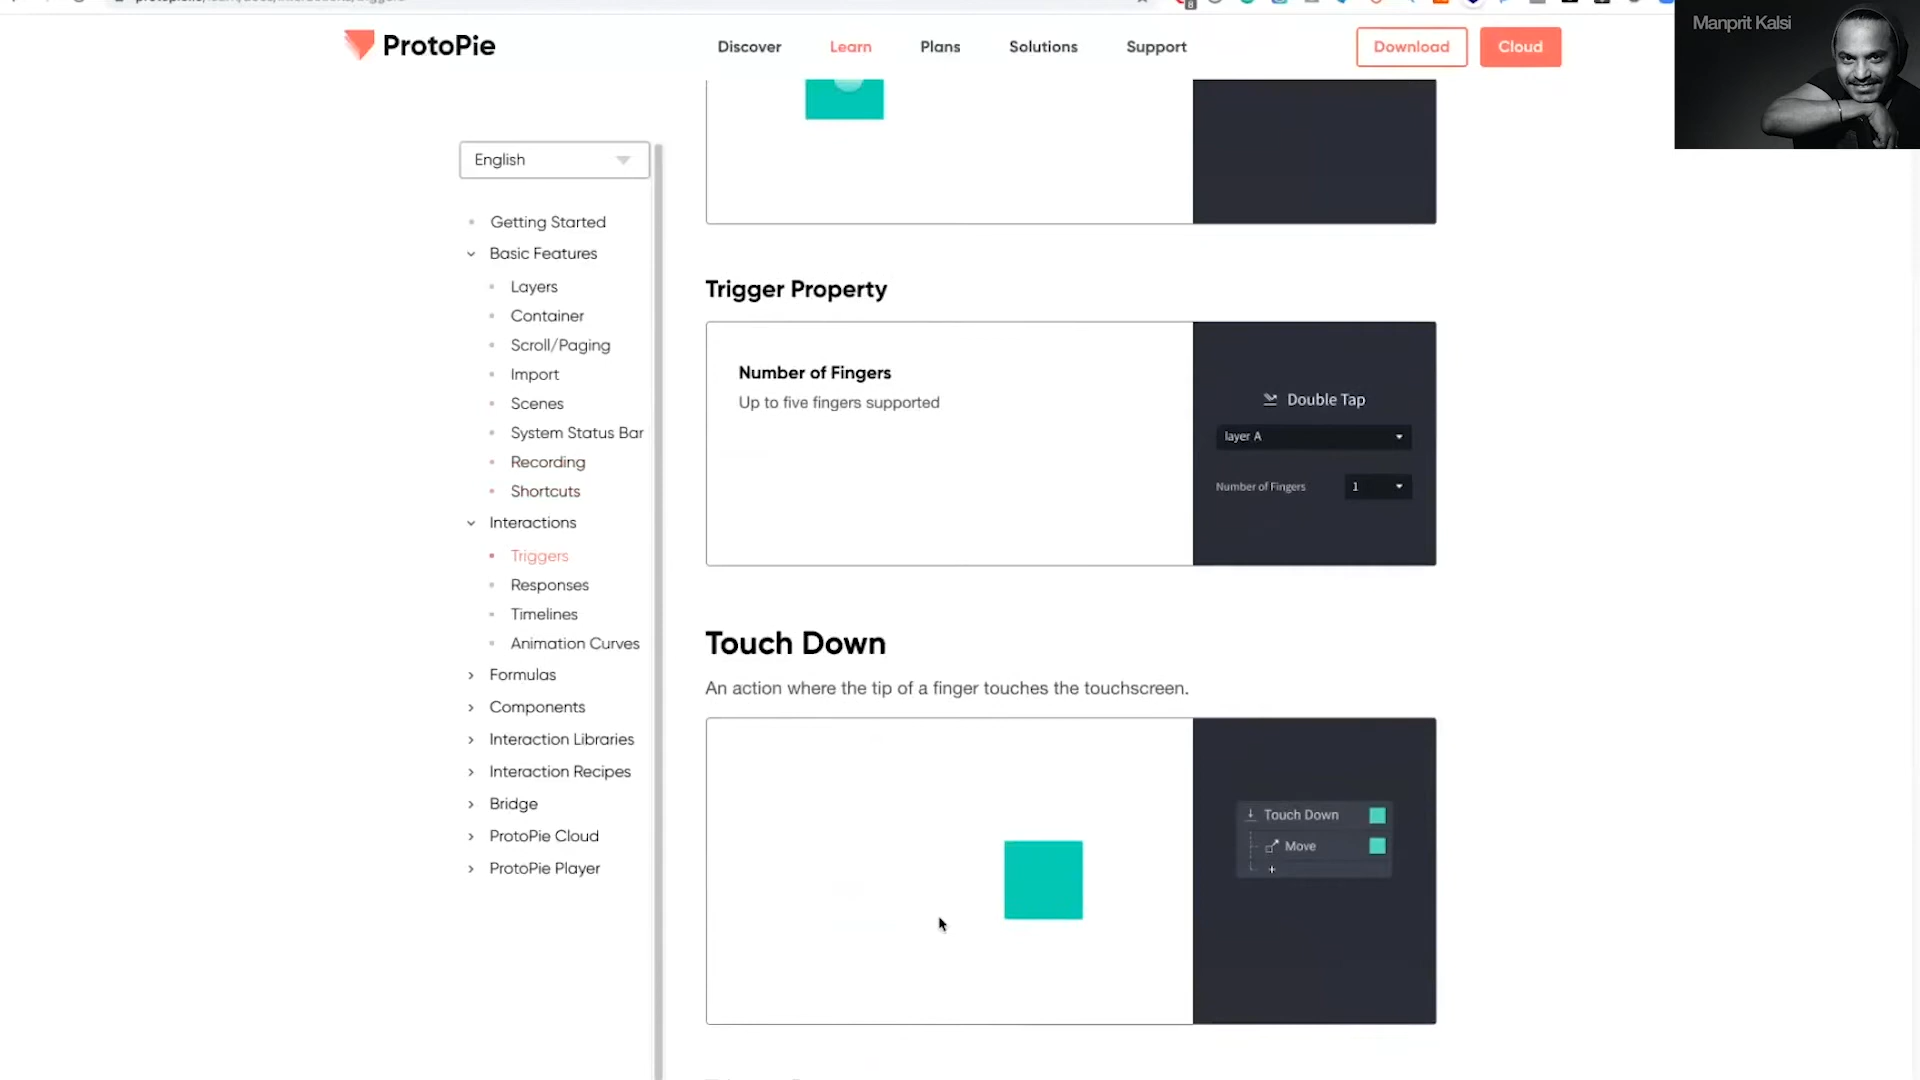 Manprit Kalsi
ProtoPie
Discover
Learn
Plans
Solutions
Support
Download
Cloud
English
Getting Started
Basic Features
Layers
Container
Scroll/Paging
Import
Scenes
System Status Bar
Recording
Shortcuts
Interactions
Triggers
Responses
Timelines
Animation Curves
Formulas
Components
Interaction Libraries
Interaction Recipes
Bridge
ProtoPie Cloud
ProtoPie Player
Trigger Property
Number of Fingers
Up to five fingers supported
Double Tap
layer A
Number of Fingers 1
Touch Down
An action where the tip of a finger touches the touchscreen.
Touch Down
Move
+